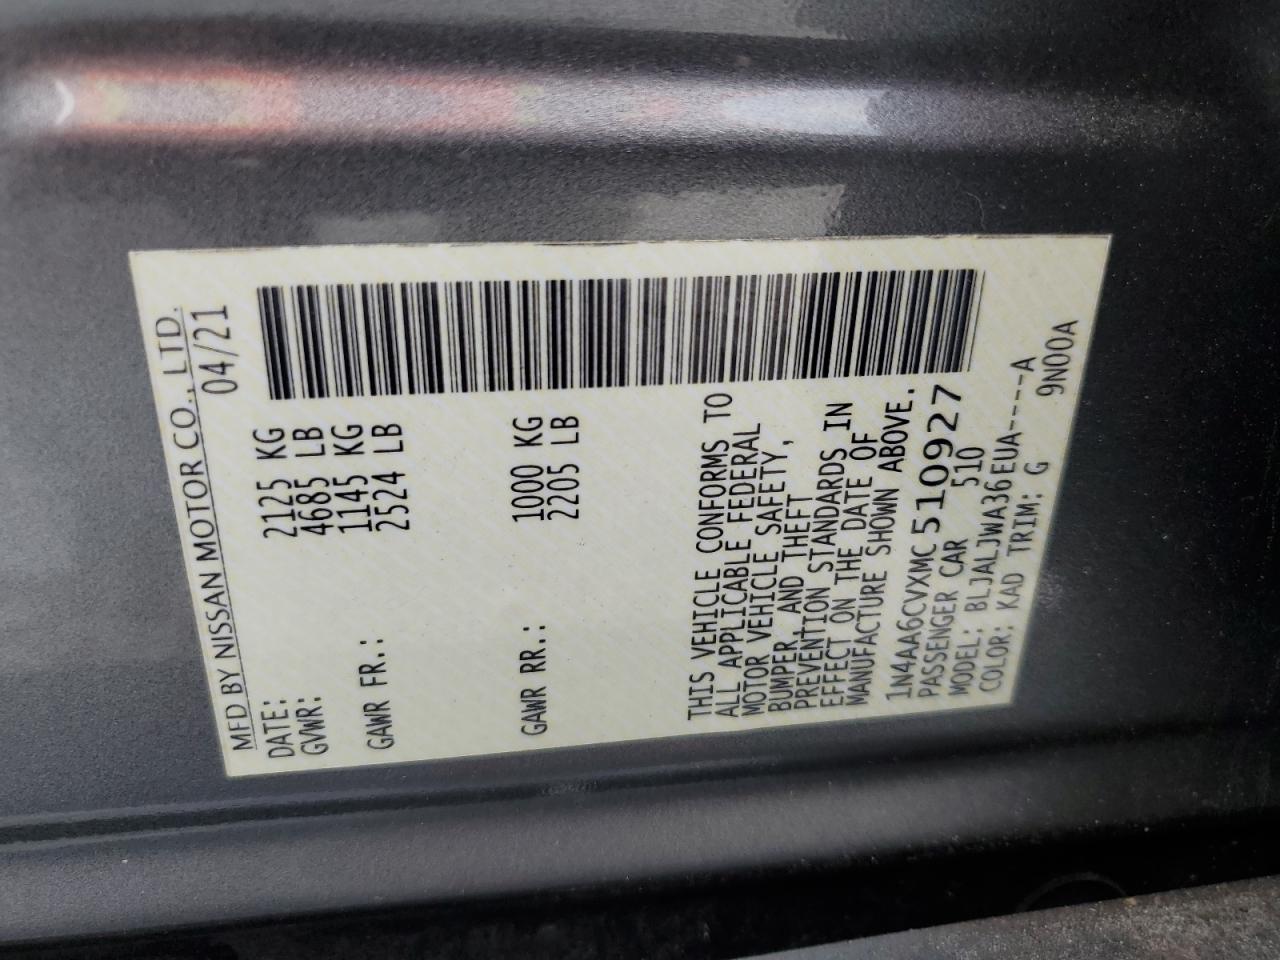 MFD BY NISSAN MOTOR CO., LTD.
DATE: 04/21
GVWR: 2125 KG
4685 LB
GAWR FR.: 1145 KG
2524 LB
GAWR RR.: 1000 KG
2205 LB
THIS VEHICLE CONFORMS TO
ALL APPLICABLE FEDERAL
MOTOR VEHICLE SAFETY,
BUMPER, AND THEFT
PREVENTION STANDARDS IN
EFFECT ON THE DATE OF
MANUFACTURE SHOWN ABOVE.
1N4AA6CVXMC510927
PASSENGER CAR 510
MODEL: BLJALJWA36EUA----A
COLOR: KAD TRIM: G 9N00A